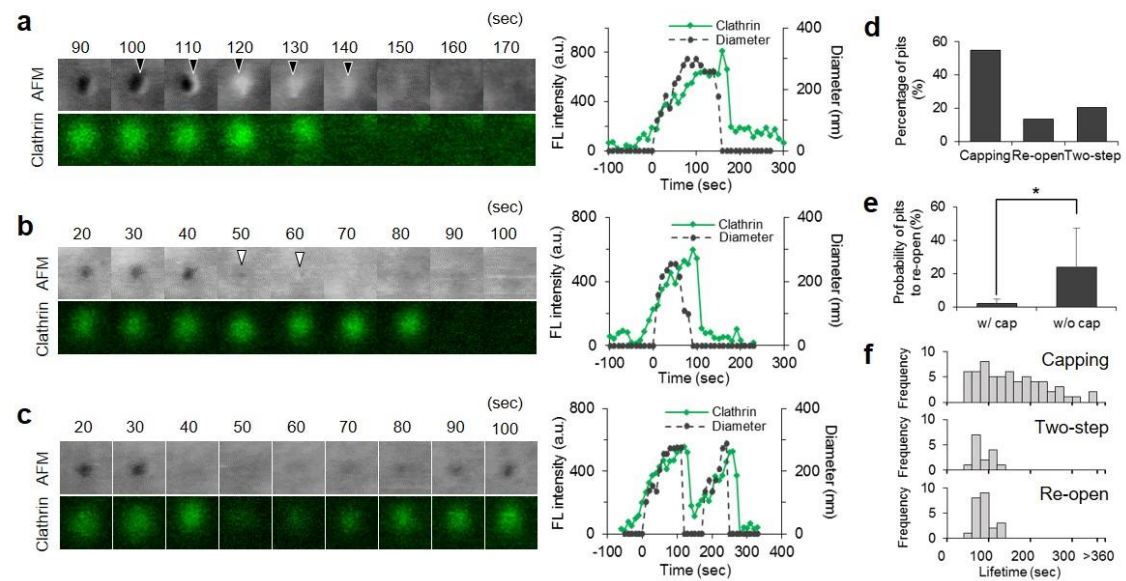 a
(sec)
90 100 110 120 130 140 150 160 170
AFM
Clathrin
Clathrin
Diameter
FL intensity (a.u.)
800
400
0
Diameter (nm)
400
300
200
100
0
-100 0 100 200 300
Time (sec)
b
(sec)
20 30 40 50 60 70 80 90 100
AFM
Clathrin
Clathrin
Diameter
FL intensity (a.u.)
800
400
0
Diameter (nm)
400
300
200
100
0
-100 0 100 200 300
Time (sec)
c
(sec)
20 30 40 50 60 70 80 90 100
AFM
Clathrin
Clathrin
Diameter
FL intensity (a.u.)
800
400
0
Diameter (nm)
400
300
200
100
0
-100 0 100 200 300 400
Time (sec)
d
Percentage of pits
(%)
60
40
20
0
Capping Re-open Two-step
e
Probability of pits
to re-open (%)
60
40
20
0
*
w/ cap w/o cap
f
Frequency
10
5
0
Capping
Frequency
10
5
0
Two-step
Frequency
10
5
0
Re-open
0 100 200 300 >360
Lifetime (sec)